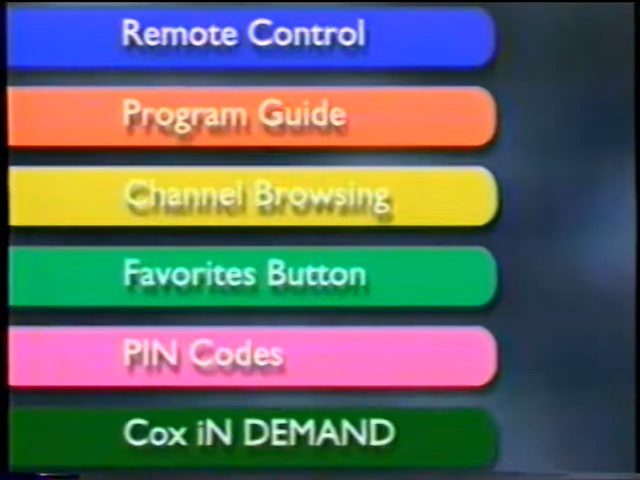 Remote Control
Program Guide
Channel Browsing
Favorites Button
PIN Codes
Cox iN DEMAND